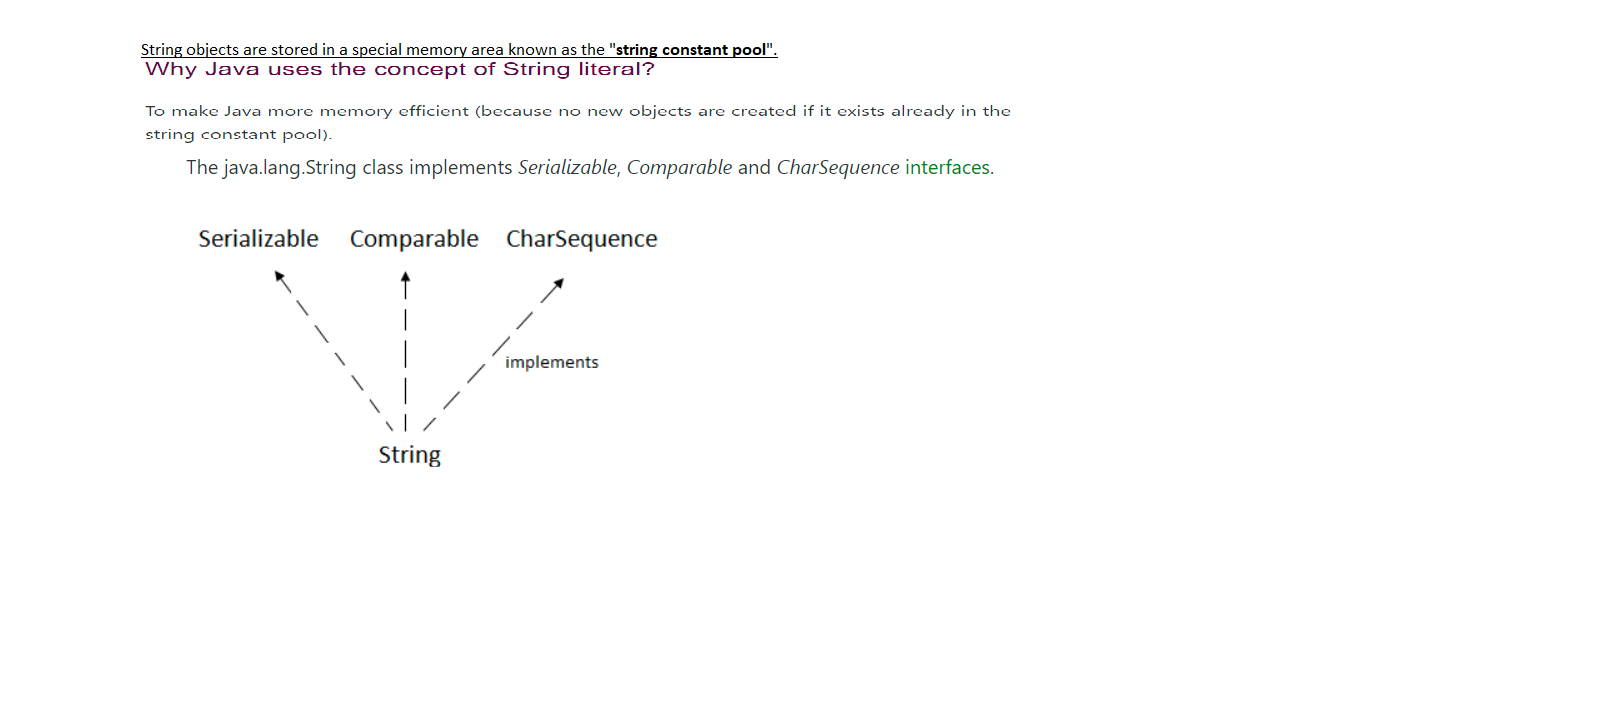 String objects are stored in a special memory area known as the "string constant pool".
Why Java uses the concept of String literal?
To make Java more memory efficient (because no new objects are created if it exists already in the
string constant pool).
The java.lang.String class implements Serializable, Comparable and CharSequence interfaces.
Serializable Comparable CharSequence
implements
String